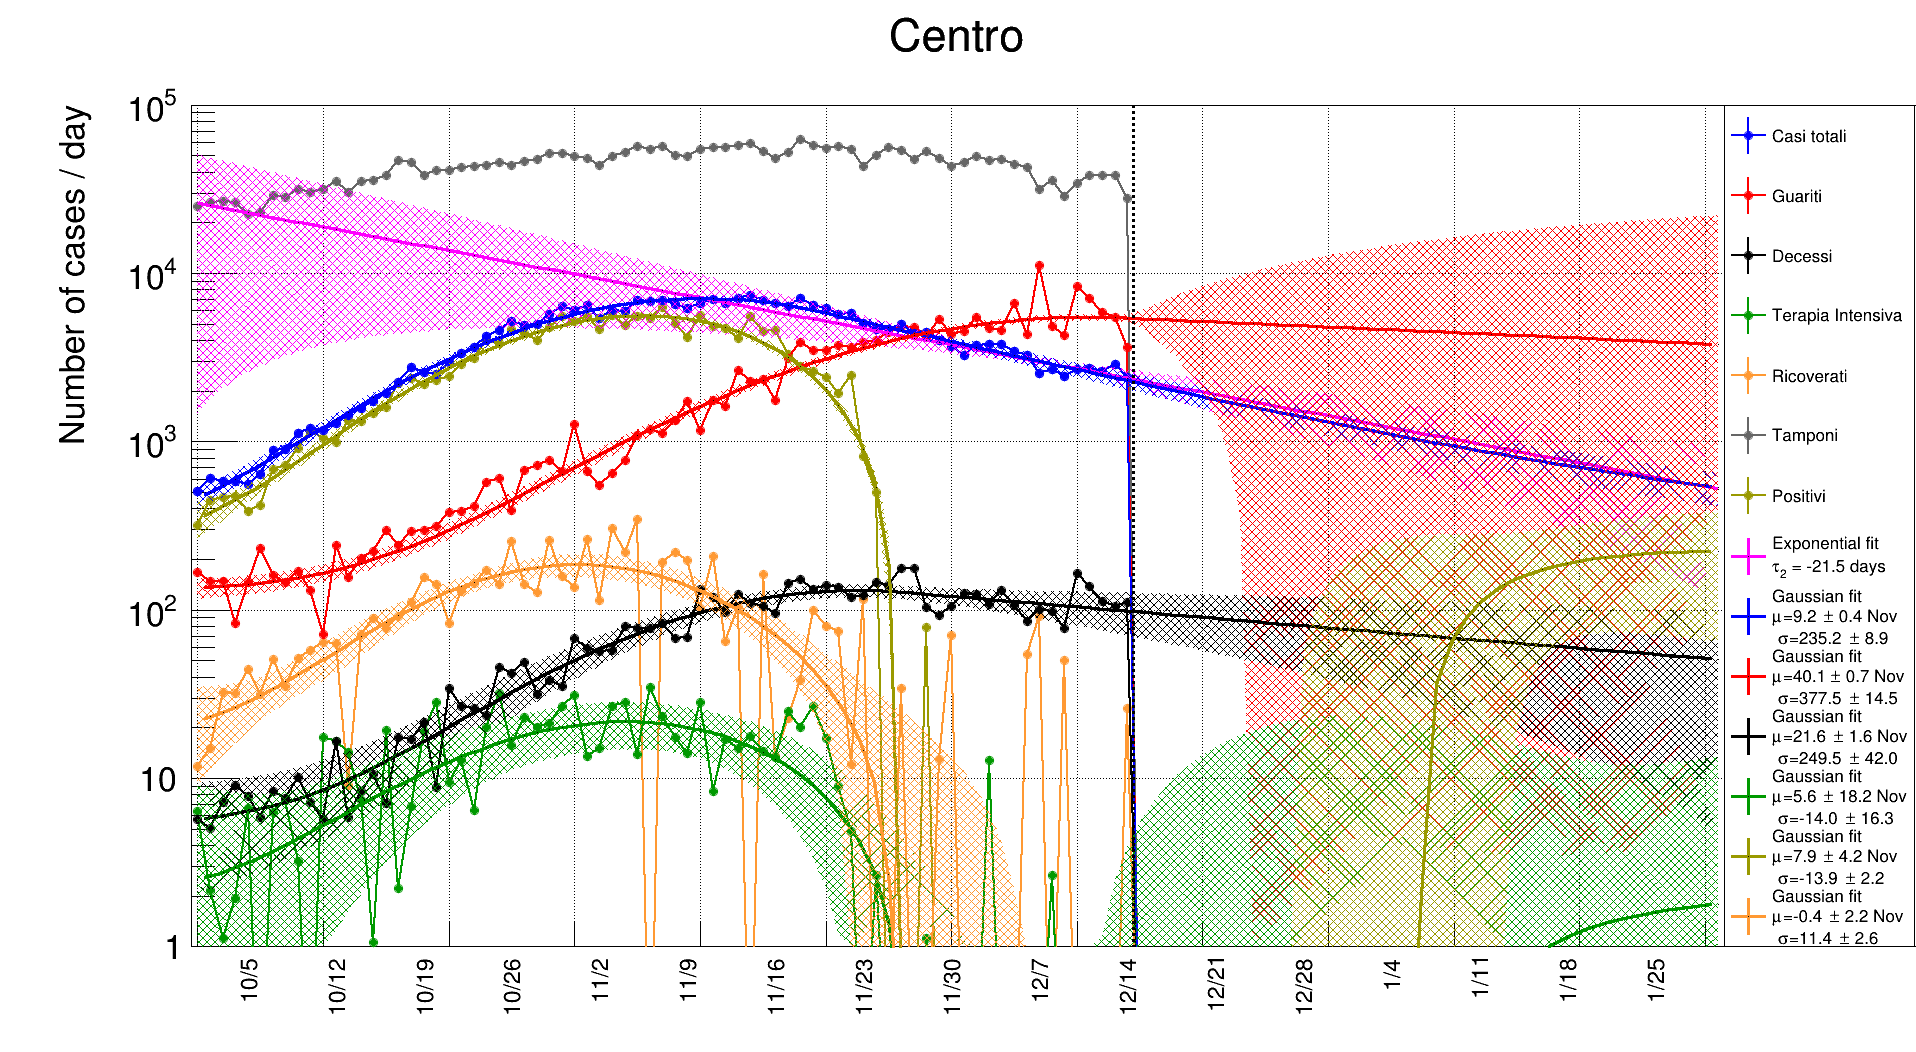 Centro
Number of cases / day
10^5
10^4
10^3
10^2
10
1
10/5
10/12
10/19
10/26
11/2
11/9
11/16
11/23
11/30
12/7
12/14
12/21
12/28
1/4
1/11
1/18
1/25
Casi totali
Guariti
Decessi
Terapia Intensiva
Ricoverati
Tamponi
Positivi
Exponential fit
τ₂ = -21.5 days
Gaussian fit
μ=9.2 ± 0.4 Nov
σ=235.2 ± 8.9
Gaussian fit
μ=40.1 ± 0.7 Nov
σ=377.5 ± 14.5
Gaussian fit
μ=21.6 ± 1.6 Nov
σ=249.5 ± 42.0
Gaussian fit
μ=5.6 ± 18.2 Nov
σ=-14.0 ± 16.3
Gaussian fit
μ=7.9 ± 4.2 Nov
σ=-13.9 ± 2.2
Gaussian fit
μ=-0.4 ± 2.2 Nov
σ=11.4 ± 2.6